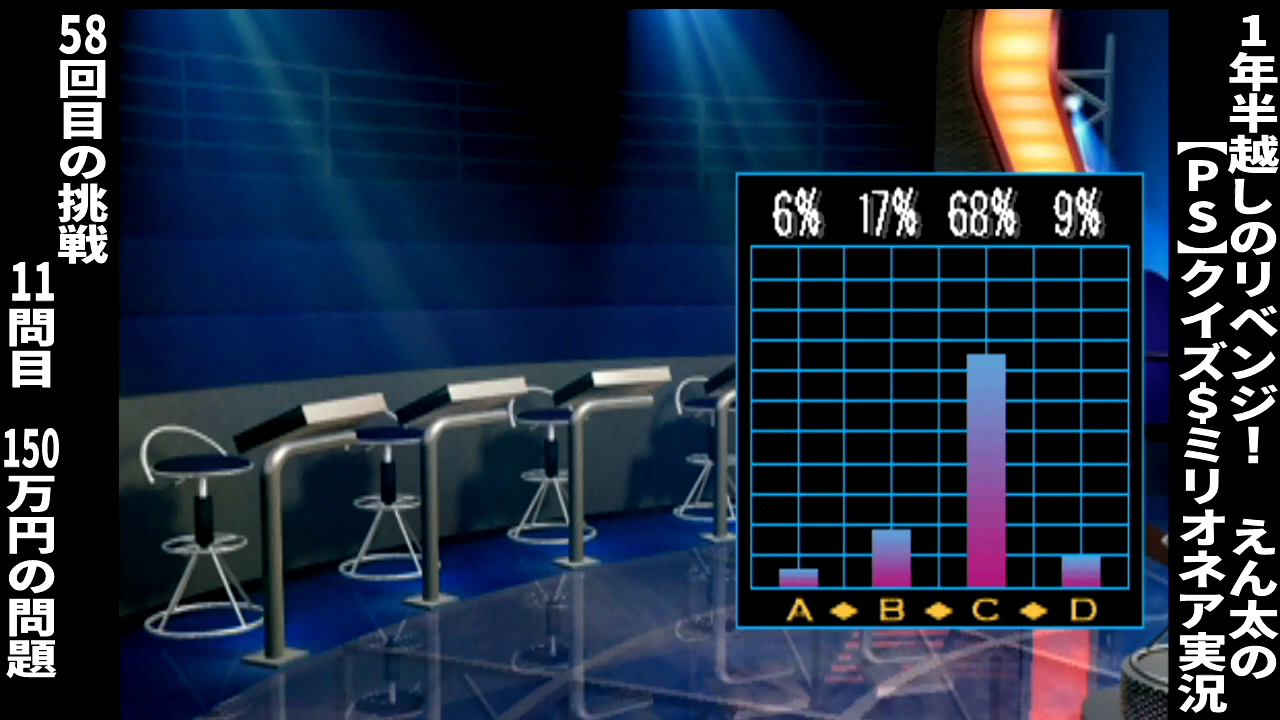 1年半越しのリベンジ! えん太の
【PS】クイズ$ミリオネア実況
58回目の挑戦
11問目 150万円の問題
6% 17% 68% 9%
A◆B◆C◆D